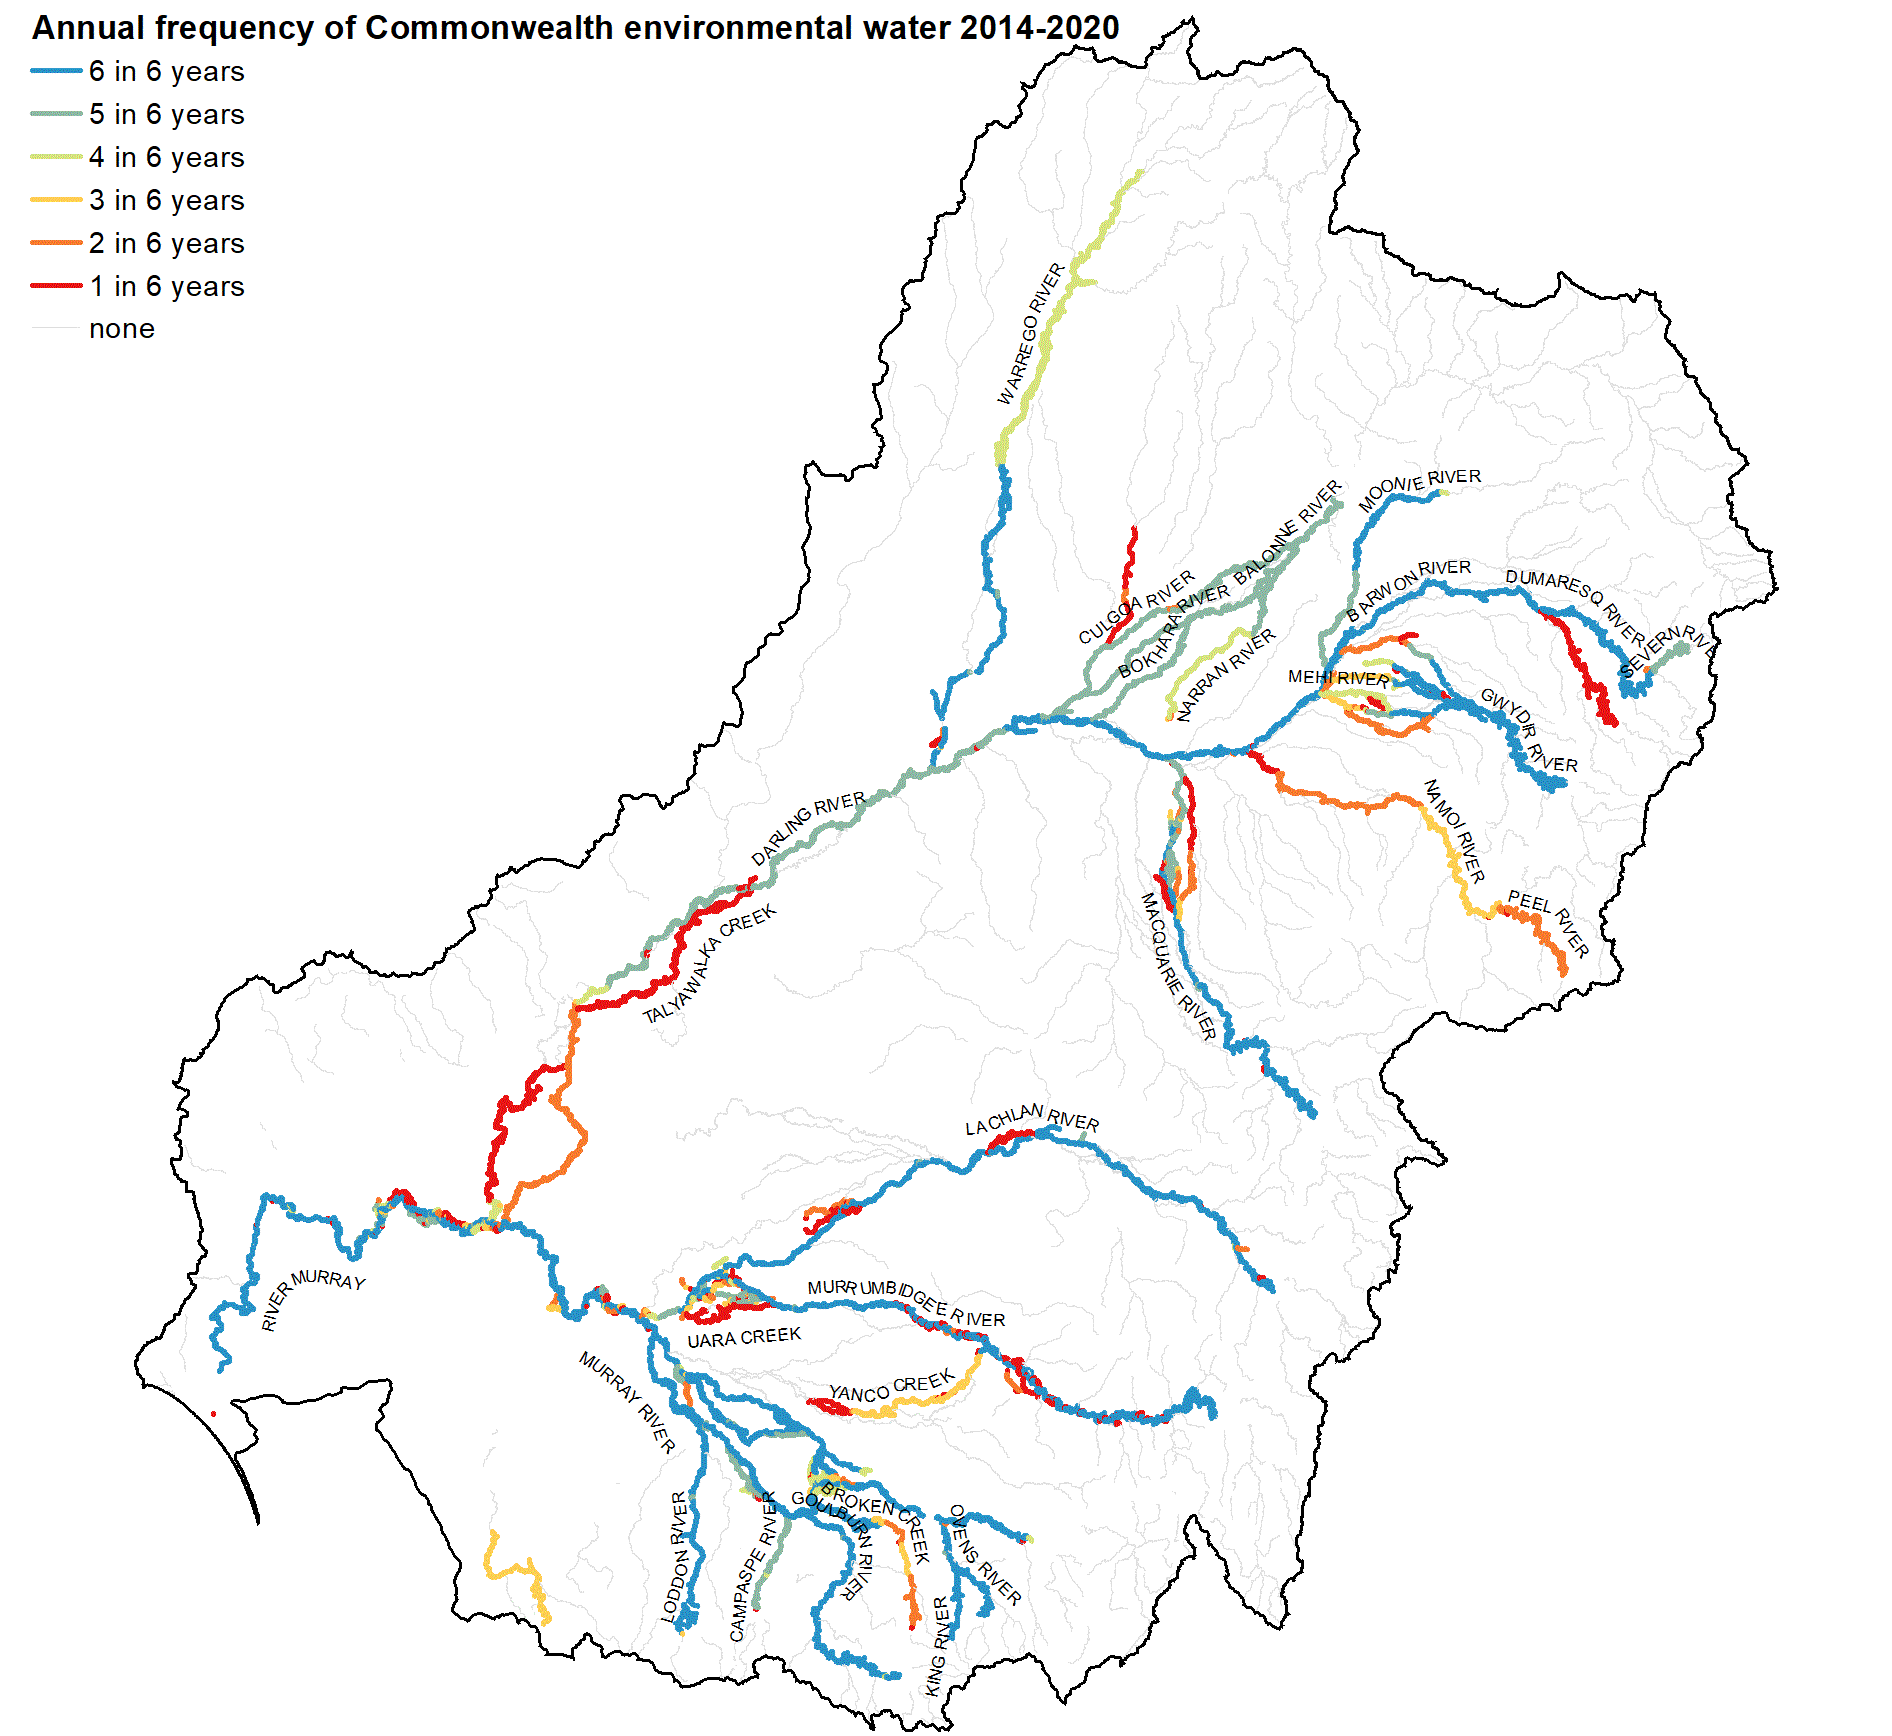 Annual frequency of Commonwealth environmental water 2014-2020
6 in 6 years
5 in 6 years
4 in 6 years
3 in 6 years
2 in 6 years
1 in 6 years
none
WARREGO RIVER
MOONIE RIVER
BALONNE RIVER
CULGOA RIVER
BOKHARA RIVER
NARRAN RIVER
BARWON RIVER
DUMARESQ RIVER
SEVERN RIVE
MEHI RIVER
GWYDIR RIVER
NAMOI RIVER
PEEL RIVER
DARLING RIVER
TALYAWALKA CREEK
MACQUARIE RIVER
LACHLAN RIVER
RIVER MURRAY
MURRUMBIDGEE RIVER
UARA CREEK
YANCO CREEK
MURRAY RIVER
BROKEN CREEK
GOULBURN RIVER
OVENS RIVER
LODDON RIVER
CAMPASPE RIVER
KING RIVER